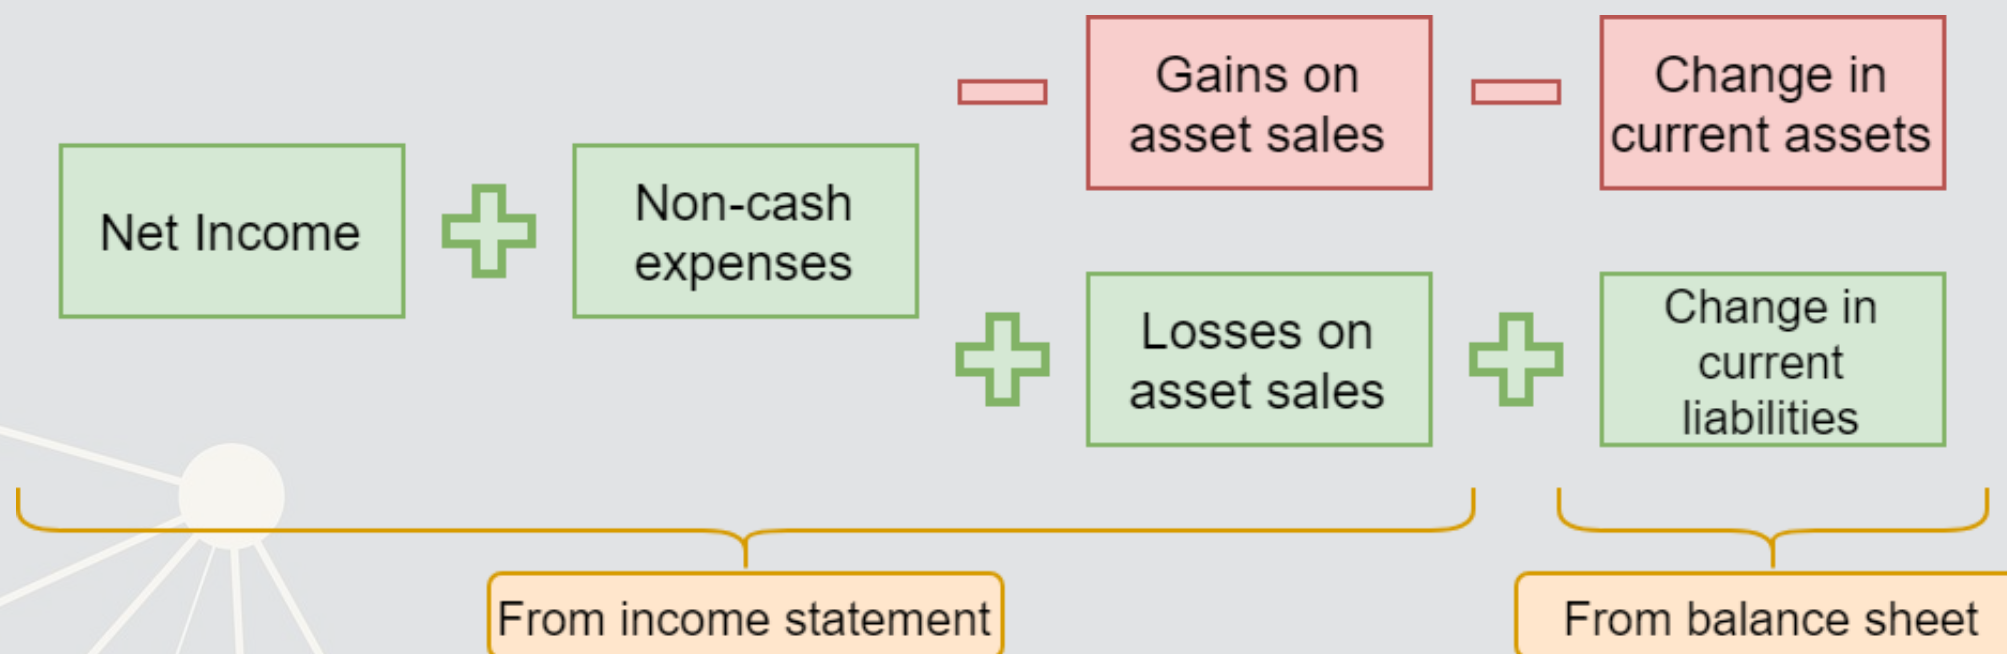 Net Income
Non-cash
expenses
Gains on
asset sales
Change in
current assets
Losses on
asset sales
Change in
current
liabilities
From income statement
From balance sheet